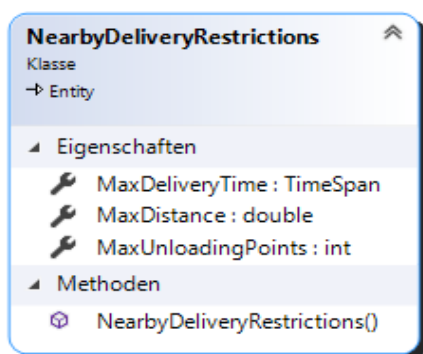 NearbyDeliveryRestrictions
Klasse
Entity
Eigenschaften
MaxDeliveryTime : TimeSpan
MaxDistance : double
MaxUnloadingPoints : int
Methoden
NearbyDeliveryRestrictions()